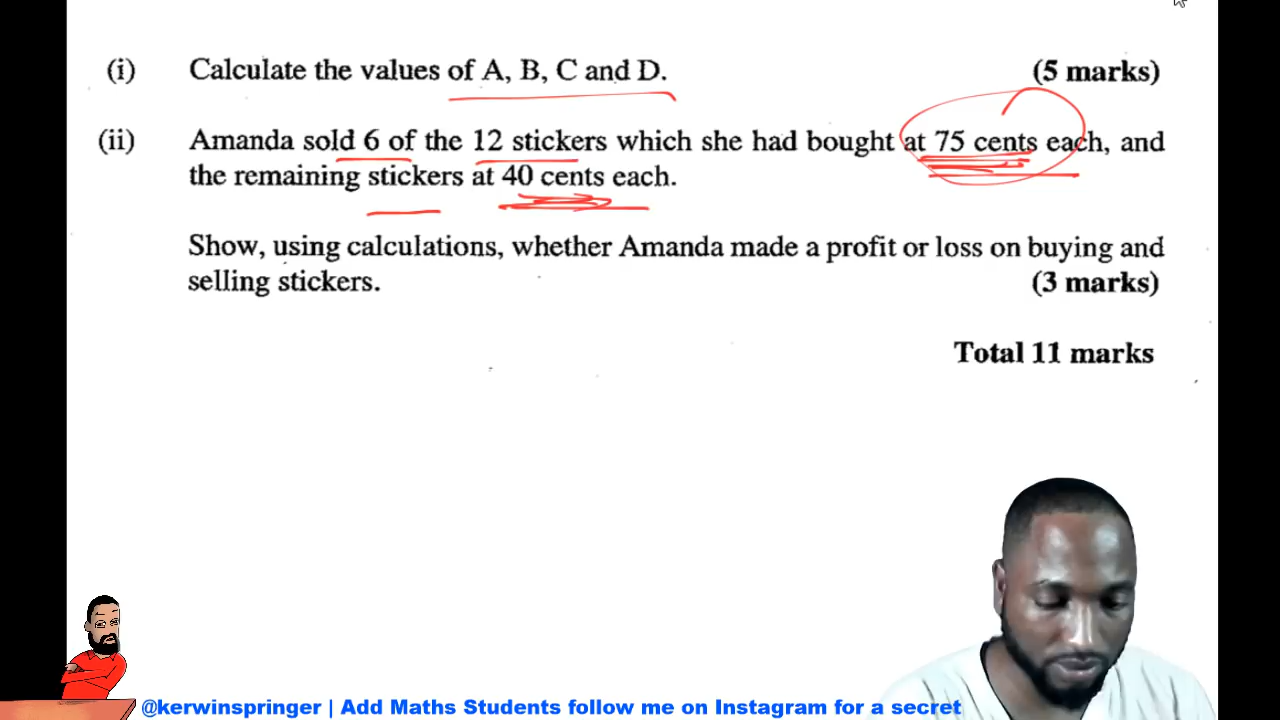 (i) Calculate the values of A, B, C and D. (5 marks)
(ii) Amanda sold 6 of the 12 stickers which she had bought at 75 cents each, and
the remaining stickers at 40 cents each.
Show, using calculations, whether Amanda made a profit or loss on buying and
selling stickers. (3 marks)
Total 11 marks
@kerwinspringer | Add Maths Students follow me on Instagram for a secret